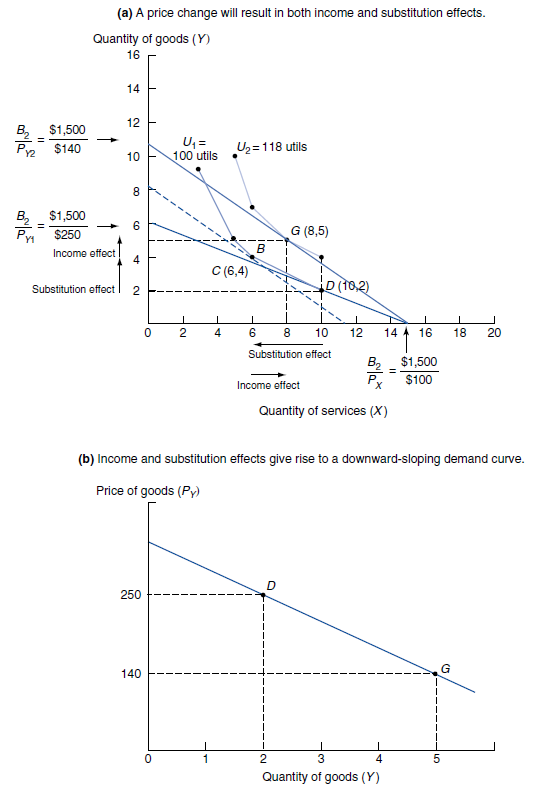 (a) A price change will result in both income and substitution effects.
Quantity of goods (Y)
16
14
12
10
8
6
4
2
B2 / PY2 = $1,500 / $140
B2 / PY1 = $1,500 / $250
Income effect
Substitution effect
U1 =
100 utils
U2 = 118 utils
G (8,5)
B
C (6,4)
D (10,2)
0 2 4 6 8 10 12 14 16 18 20
Substitution effect
Income effect
B2 / PX = $1,500 / $100
Quantity of services (X)
(b) Income and substitution effects give rise to a downward-sloping demand curve.
Price of goods (PY)
D
250
140
G
0 1 2 3 4 5
Quantity of goods (Y)